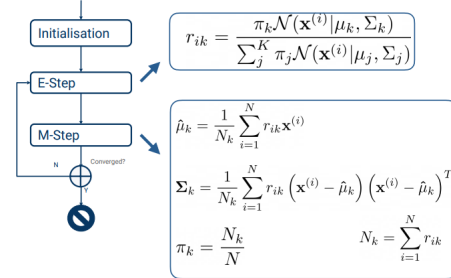 Initialisation
r_{ik} = \frac{\pi_k \mathcal{N}(\mathbf{x}^{(i)}|\mu_k, \Sigma_k)}{\sum_j^K \pi_j \mathcal{N}(\mathbf{x}^{(i)}|\mu_j, \Sigma_j)}
E-Step
M-Step
\hat{\mu}_k = \frac{1}{N_k} \sum_{i=1}^{N} r_{ik} \mathbf{x}^{(i)}
N
Converged?
Y
\mathbf{\Sigma}_k = \frac{1}{N_k} \sum_{i=1}^{N} r_{ik} \left(\mathbf{x}^{(i)} - \hat{\mu}_k\right) \left(\mathbf{x}^{(i)} - \hat{\mu}_k\right)^T
\pi_k = \frac{N_k}{N}
N_k = \sum_{i=1}^{N} r_{ik}